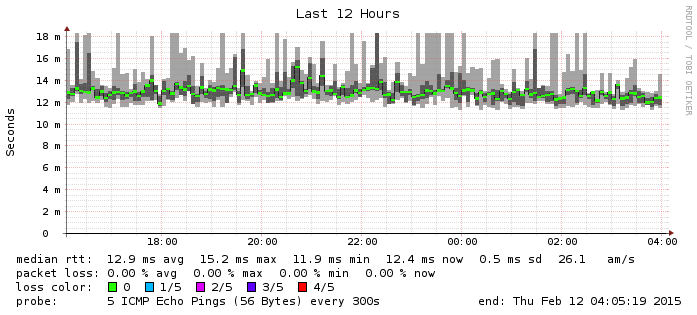 Last 12 Hours
RRDTOOL / TOBI OETIKER
Seconds
18 m
16 m
14 m
12 m
10 m
8 m
6 m
4 m
2 m
0
18:00 20:00 22:00 00:00 02:00 04:00
median rtt: 12.9 ms avg 15.2 ms max 11.9 ms min 12.4 ms now 0.5 ms sd 26.1 am/s
packet loss: 0.00 % avg 0.00 % max 0.00 % min 0.00 % now
loss color: 0 1/5 2/5 3/5 4/5
probe: 5 ICMP Echo Pings (56 Bytes) every 300s end: Thu Feb 12 04:05:19 2015